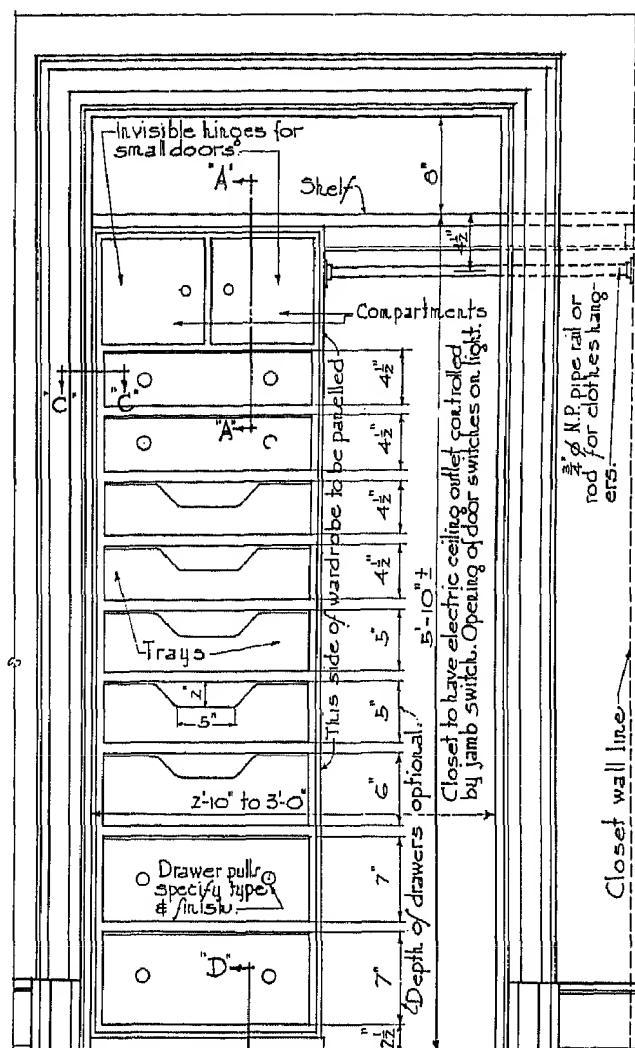 Invisible hinges for
small doors.
"A"
Shelf
8"
4½"
Compartments
"C"
"C"
"A"
4½"
4½"
4½"
4½"
5"
5"
6"
7"
7"
2½"
This side of wardrobe to be panelled
5'-10" ±
Closet to have electric ceiling outlet controlled
by jamb switch. Opening of door switches on light.
¾" ϕ N.P. pipe rail or
rod for clothes hang-
ers.
Trays
2"
5"
2'-10" to 3'-0"
Depth of drawers optional.
Closet wall line
Drawer pulls
specify type
& finish.
"D"